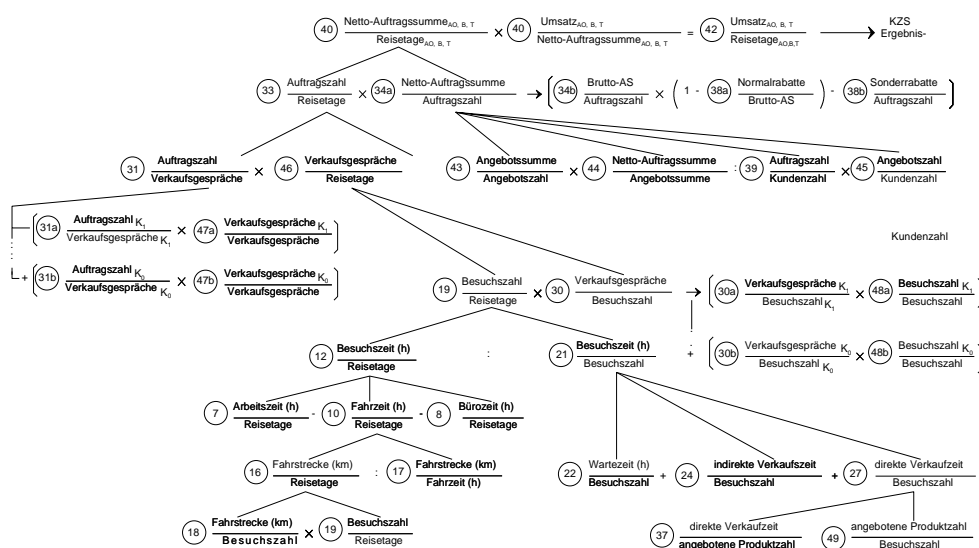 40 Netto-Auftragssumme AO, B, T / Reisetage AO, B, T × 40 Umsatz AO, B, T / Netto-Auftragssumme AO, B, T = 42 Umsatz AO, B, T / Reisetage AO,B,T → KZS Ergebnis-
33 Auftragszahl / Reisetage × 34a Netto-Auftragssumme / Auftragszahl → ( 34b Brutto-AS / Auftragszahl × ( 1 - 38a Normalrabatte / Brutto-AS ) - 38b Sonderrabatte / Auftragszahl )
31 Auftragszahl / Verkaufsgespräche × 46 Verkaufsgespräche / Reisetage 43 Angebotssumme / Angebotszahl × 44 Netto-Auftragssumme / Angebotssumme : 39 Auftragszahl / Kundenzahl × 45 Angebotszahl / Kundenzahl
( 31a Auftragszahl K1 / Verkaufsgespräche K1 × 47a Verkaufsgespräche K1 / Verkaufsgespräche )
Kundenzahl
+ ( 31b Auftragszahl K0 / Verkaufsgespräche K0 × 47b Verkaufsgespräche K0 / Verkaufsgespräche )
19 Besuchszahl / Reisetage × 30 Verkaufsgespräche / Besuchszahl → ( 30a Verkaufsgespräche K1 / Besuchszahl K1 × 48a Besuchszahl K1 / Besuchszahl )
12 Besuchszeit (h) / Reisetage : 21 Besuchszeit (h) / Besuchszahl + ( 30b Verkaufsgespräche K0 / Besuchszahl K0 × 48b Besuchszahl K0 / Besuchszahl )
7 Arbeitszeit (h) / Reisetage - 10 Fahrzeit (h) / Reisetage - 8 Bürozeit (h) / Reisetage
16 Fahrstrecke (km) / Reisetage : 17 Fahrstrecke (km) / Fahrzeit (h) 22 Wartezeit (h) / Besuchszahl + 24 indirekte Verkaufszeit / Besuchszahl + 27 direkte Verkaufzeit / Besuchszahl
18 Fahrstrecke (km) / Besuchszahl × 19 Besuchszahl / Reisetage 37 direkte Verkaufzeit / angebotene Produktzahl 49 angebotene Produktzahl / Besuchszahl